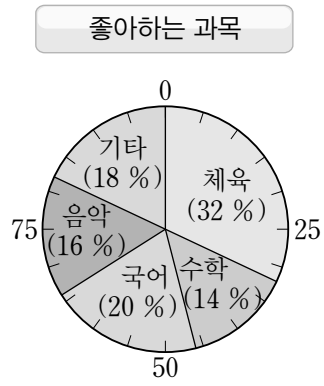 좋아하는 과목
0
기타
(18 %)
체육
(32 %)
75
음악
(16 %)
25
국어
(20 %)
수학
(14 %)
50